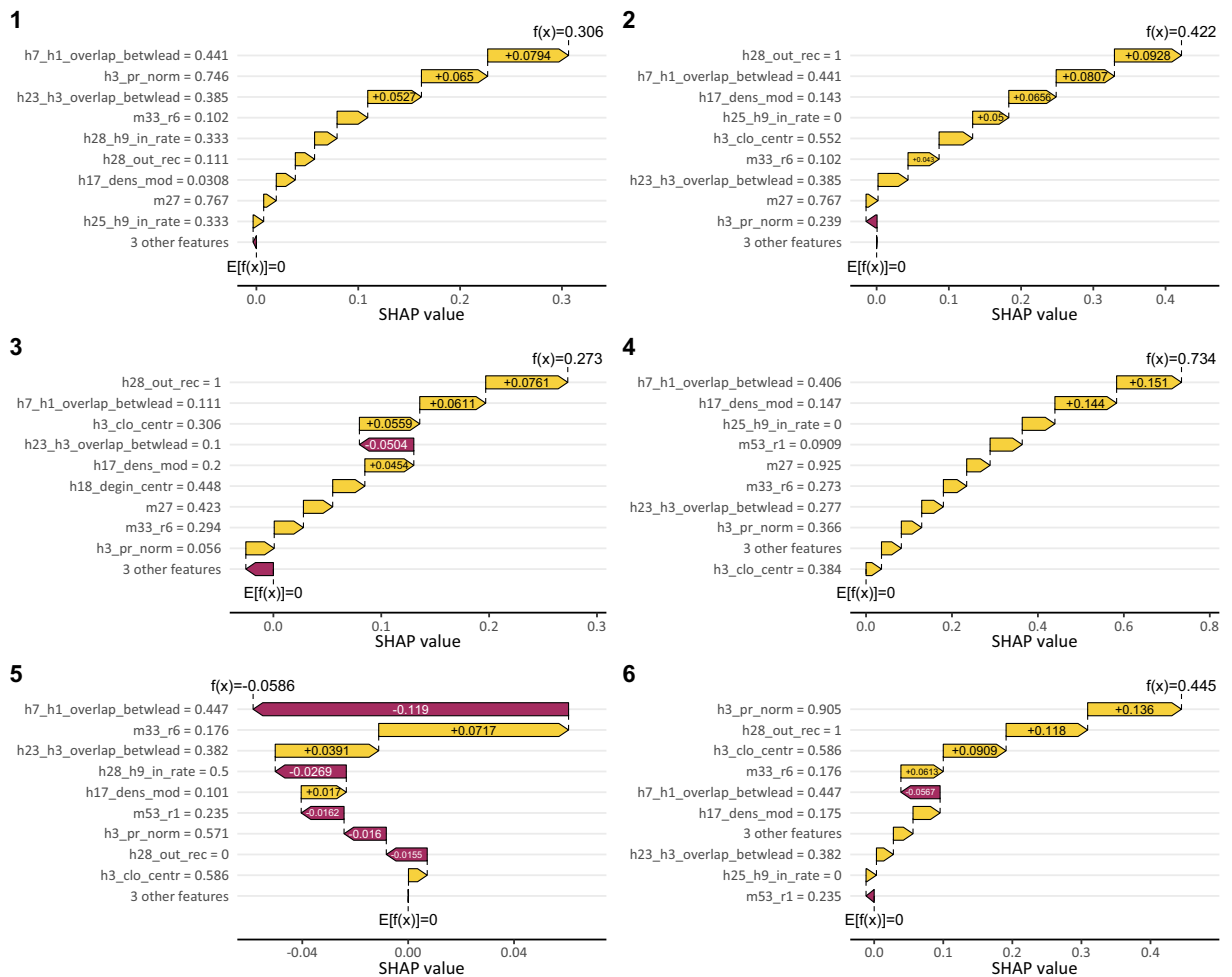 1
f(x)=0.306
h7_h1_overlap_betwlead = 0.441
+0.0794
h3_pr_norm = 0.746
+0.065
h23_h3_overlap_betwlead = 0.385
+0.0527
m33_r6 = 0.102
h28_h9_in_rate = 0.333
h28_out_rec = 0.111
h17_dens_mod = 0.0308
m27 = 0.767
h25_h9_in_rate = 0.333
3 other features
E[f(x)]=0
0.0 0.1 0.2 0.3
SHAP value
2
f(x)=0.422
h28_out_rec = 1
+0.0928
h7_h1_overlap_betwlead = 0.441
+0.0807
h17_dens_mod = 0.143
+0.0656
h25_h9_in_rate = 0
+0.05
h3_clo_centr = 0.552
m33_r6 = 0.102
+0.043
h23_h3_overlap_betwlead = 0.385
m27 = 0.767
h3_pr_norm = 0.239
3 other features
E[f(x)]=0
0.0 0.1 0.2 0.3 0.4
SHAP value
3
f(x)=0.273
h28_out_rec = 1
+0.0761
h7_h1_overlap_betwlead = 0.111
+0.0611
h3_clo_centr = 0.306
+0.0559
h23_h3_overlap_betwlead = 0.1
-0.0504
h17_dens_mod = 0.2
+0.0454
h18_degin_centr = 0.448
m27 = 0.423
m33_r6 = 0.294
h3_pr_norm = 0.056
3 other features
E[f(x)]=0
0.0 0.1 0.2 0.3
SHAP value
4
f(x)=0.734
h7_h1_overlap_betwlead = 0.406
+0.151
h17_dens_mod = 0.147
+0.144
h25_h9_in_rate = 0
m53_r1 = 0.0909
m27 = 0.925
m33_r6 = 0.273
h23_h3_overlap_betwlead = 0.277
h3_pr_norm = 0.366
3 other features
h3_clo_centr = 0.384
E[f(x)]=0
0.0 0.2 0.4 0.6 0.8
SHAP value
5
f(x)=-0.0586
h7_h1_overlap_betwlead = 0.447
-0.119
m33_r6 = 0.176
+0.0717
h23_h3_overlap_betwlead = 0.382
+0.0391
h28_h9_in_rate = 0.5
-0.0269
h17_dens_mod = 0.101
+0.017
m53_r1 = 0.235
-0.0162
h3_pr_norm = 0.571
-0.016
h28_out_rec = 0
-0.0155
h3_clo_centr = 0.586
3 other features
E[f(x)]=0
-0.04 0.00 0.04
SHAP value
6
f(x)=0.445
h3_pr_norm = 0.905
+0.136
h28_out_rec = 1
+0.118
h3_clo_centr = 0.586
+0.0909
m33_r6 = 0.176
+0.0613
h7_h1_overlap_betwlead = 0.447
-0.0567
h17_dens_mod = 0.175
3 other features
h23_h3_overlap_betwlead = 0.382
h25_h9_in_rate = 0
m53_r1 = 0.235
E[f(x)]=0
0.0 0.1 0.2 0.3 0.4
SHAP value